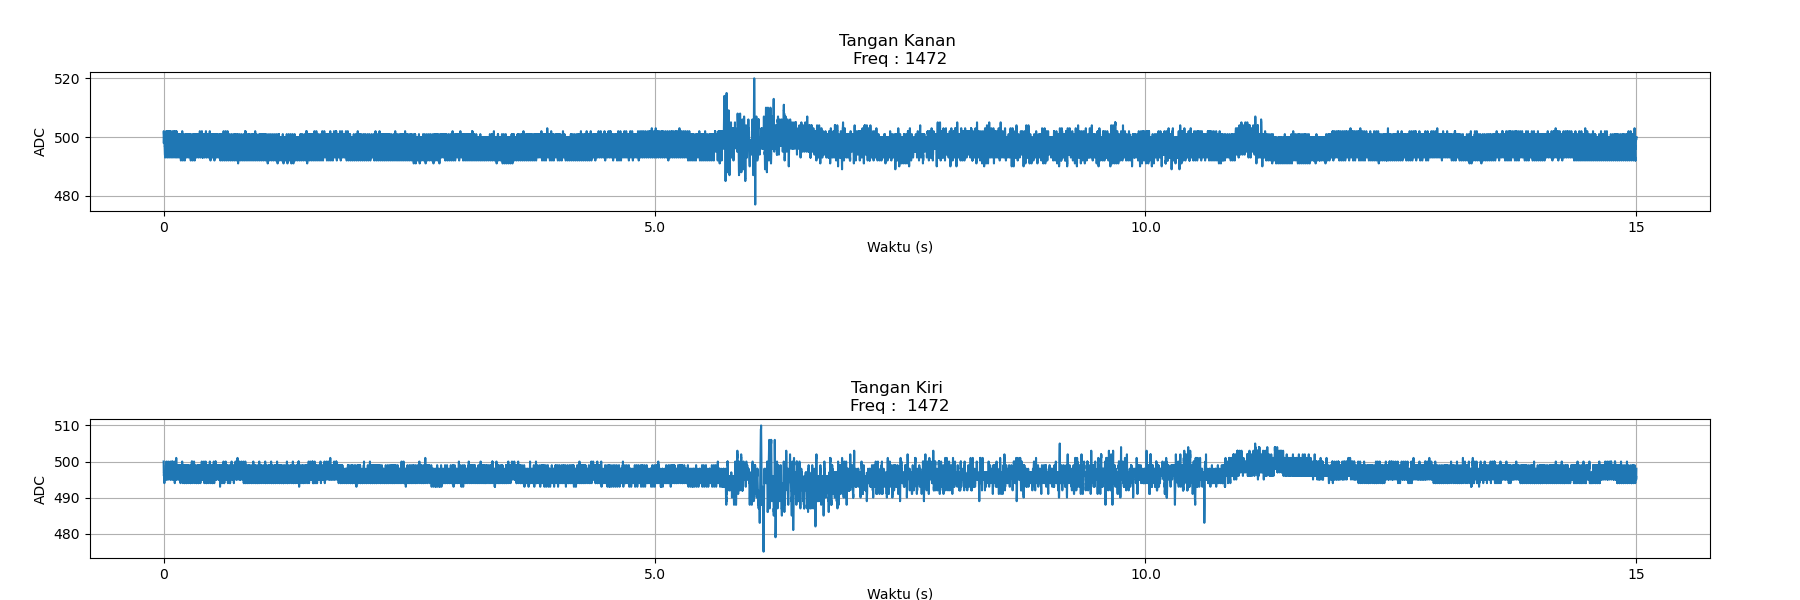 Tangan Kanan
Freq : 1472
520
500
480
ADC
0
5.0
10.0
15
Waktu (s)
Tangan Kiri
Freq :  1472
510
500
490
480
ADC
0
5.0
10.0
15
Waktu (s)